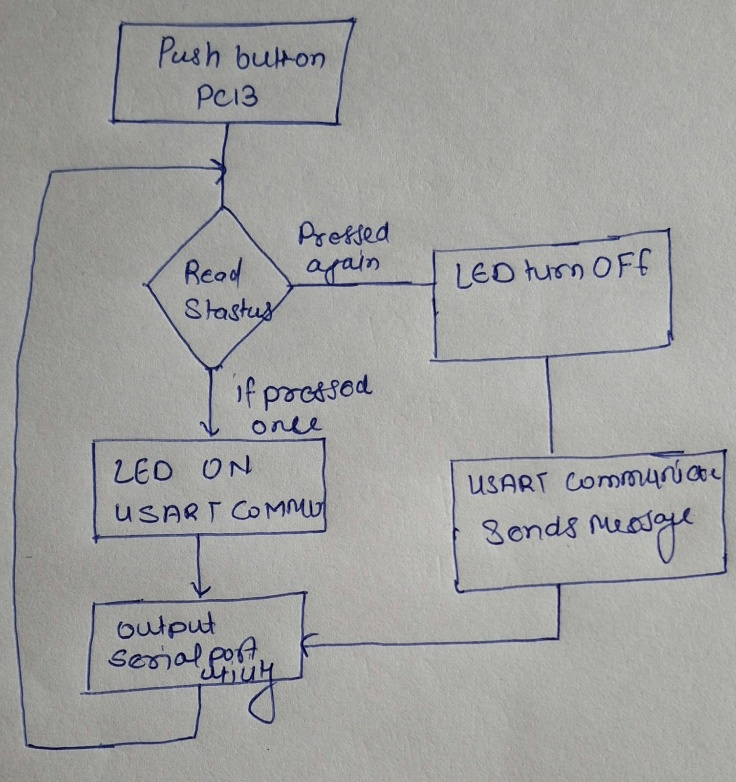 Push button
PC13
Read
Stastus
Pressed
again
LED turn OFF
if pressed
once
LED ON
USART COMMU
USART Communicate
Sends Message
output
serial port
utility